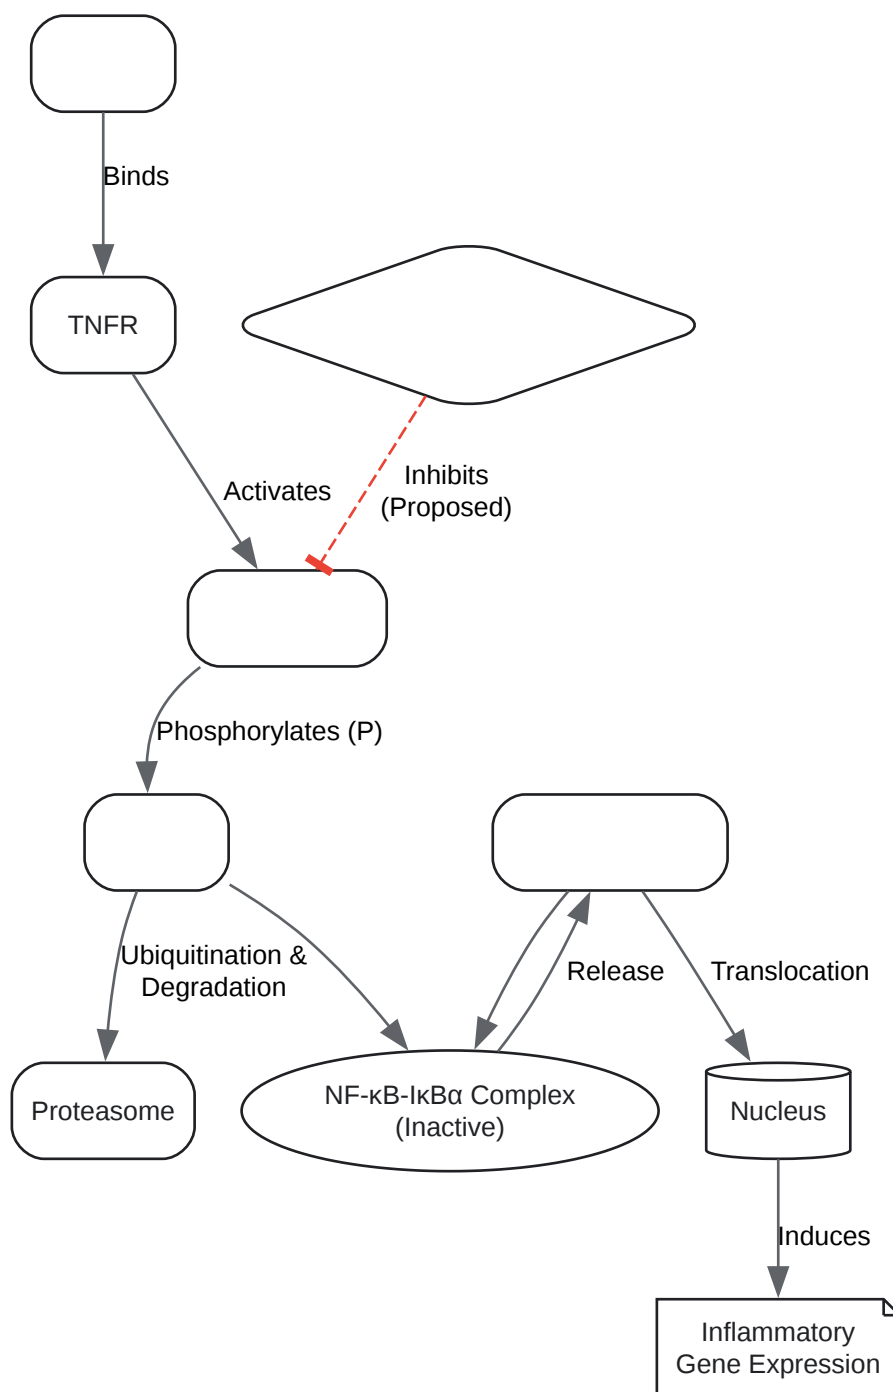 Binds
TNFR
Activates
Inhibits
(Proposed)
Phosphorylates (P)
Ubiquitination &
Degradation
Release
Translocation
Proteasome
NF-κB-IκBα Complex
(Inactive)
Nucleus
Induces
Inflammatory
Gene Expression